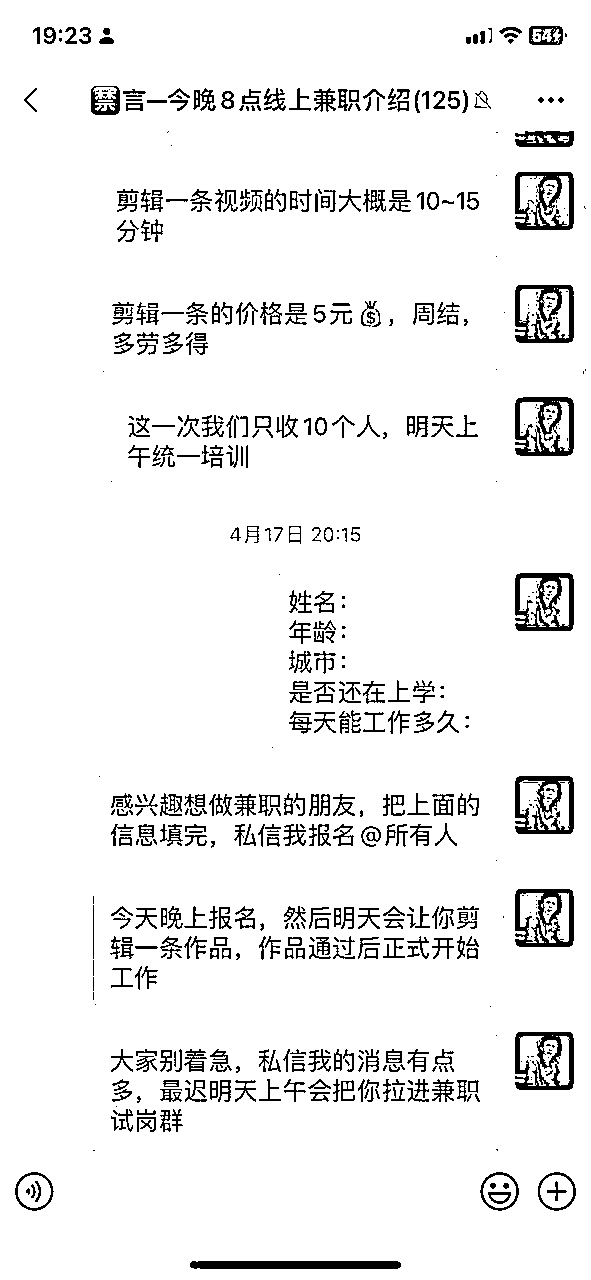 19:23
54
禁言一今晚8点线上兼职介绍(125)
剪辑一条视频的时间大概是10~15
分钟
剪辑一条的价格是5元💰，周结，
多劳多得
这一次我们只收10个人，明天上
午统一培训
4月17日 20:15
姓名：
年龄：
城市：
是否还在上学：
每天能工作多久：
感兴趣想做兼职的朋友，把上面的
信息填完，私信我报名@所有人
今天晚上报名，然后明天会让你剪
辑一条作品，作品通过后正式开始
工作
大家别着急，私信我的消息有点
多，最迟明天上午会把你拉进兼职
试岗群